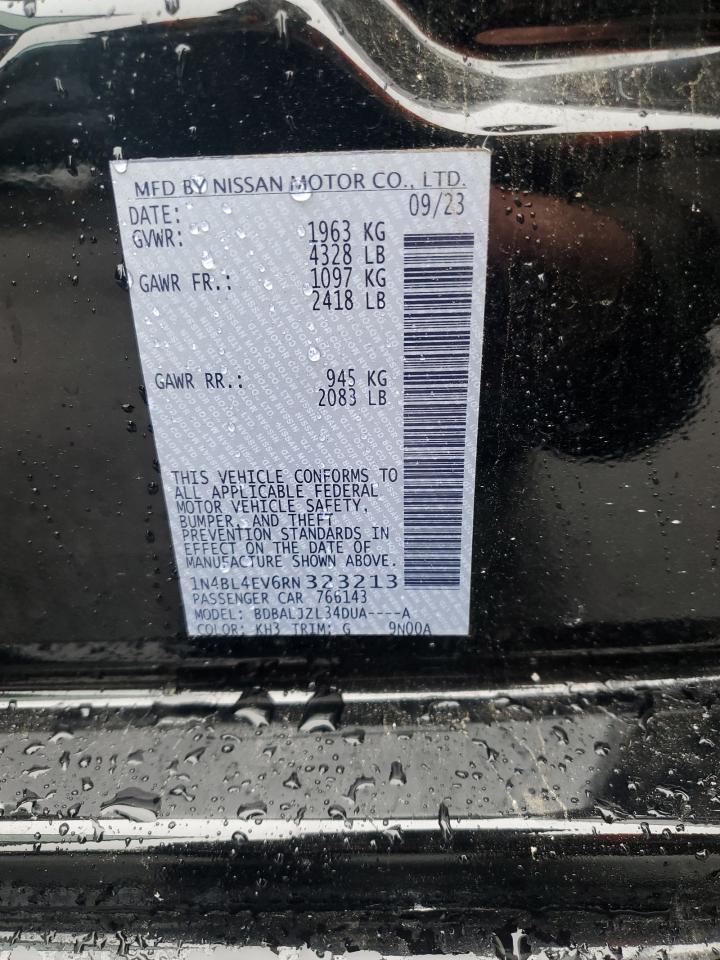 MFD BY NISSAN MOTOR CO., LTD.
DATE: 09/23
GVWR: 1963 KG
4328 LB
GAWR FR.: 1097 KG
2418 LB
GAWR RR.: 945 KG
2083 LB
THIS VEHICLE CONFORMS TO
ALL APPLICABLE FEDERAL
MOTOR VEHICLE SAFETY,
BUMPER, AND THEFT
PREVENTION STANDARDS IN
EFFECT ON THE DATE OF
MANUFACTURE SHOWN ABOVE.
1N4BL4EV6RN323213
PASSENGER CAR 766143
MODEL: BDBALJZL34DUA----A
COLOR: KH3 TRIM: G 9N00A